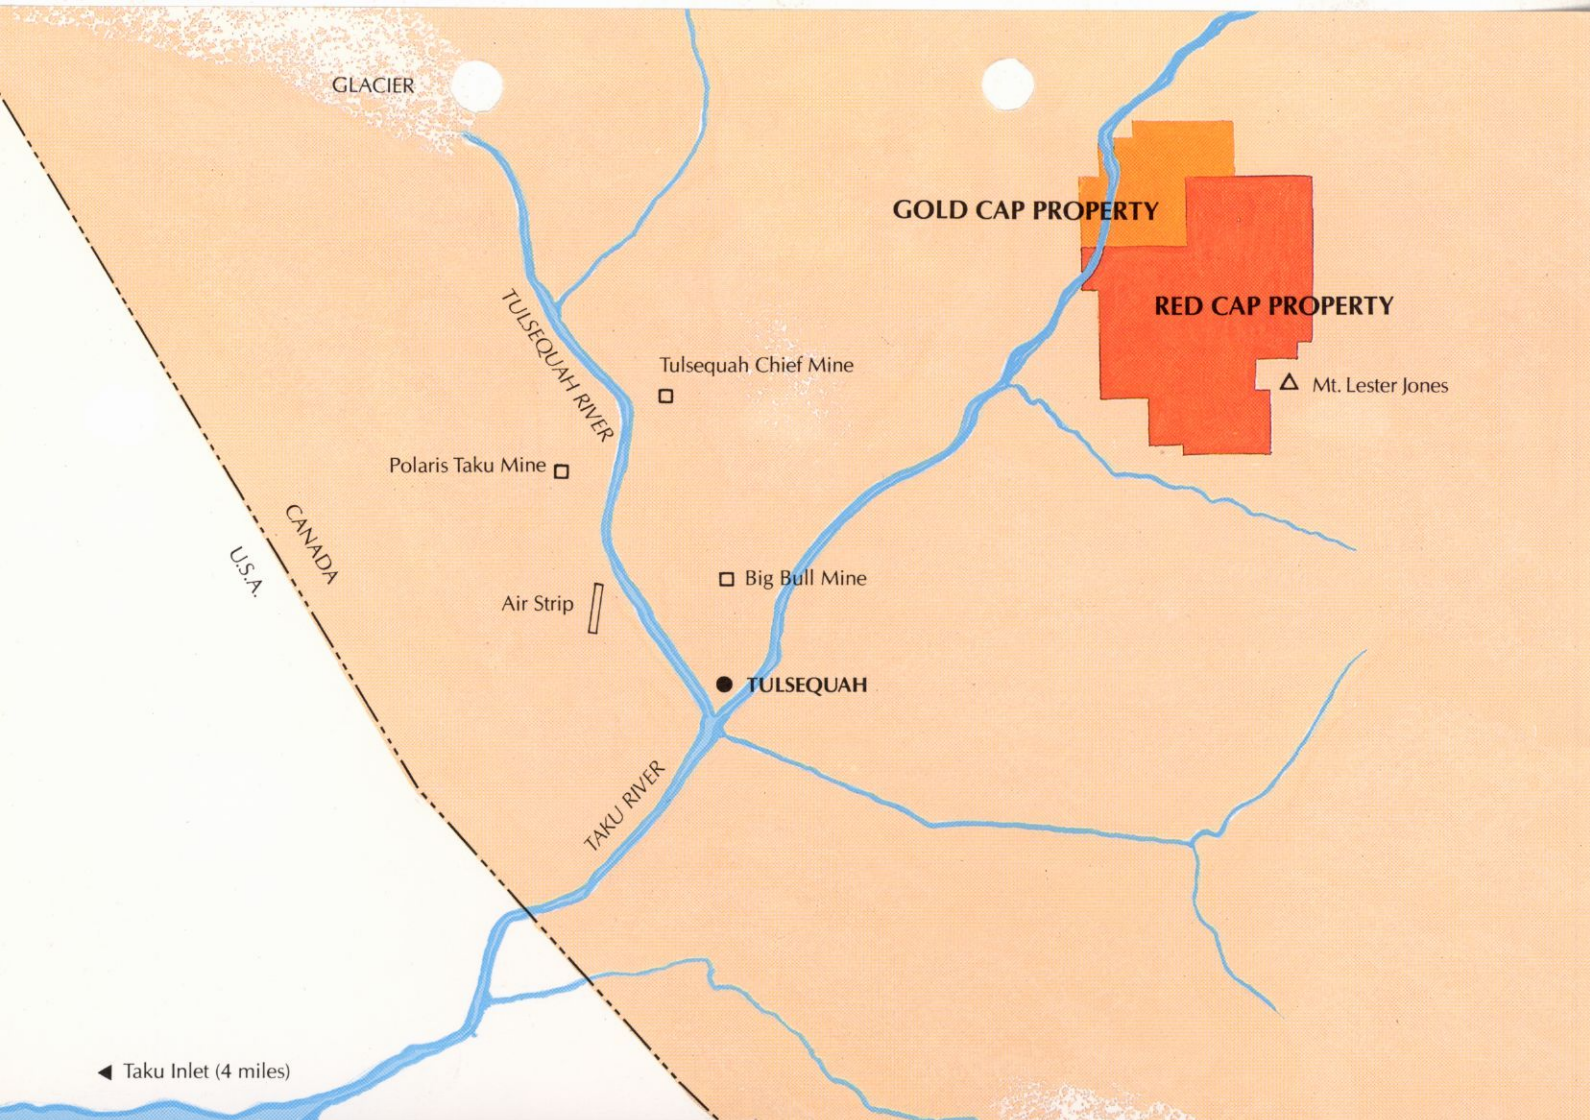 GLACIER
GOLD CAP PROPERTY
RED CAP PROPERTY
TULSEQUAH RIVER
Tulsequah Chief Mine
Mt. Lester Jones
Polaris Taku Mine
CANADA
U.S.A.
Big Bull Mine
Air Strip
TULSEQUAH
TAKU RIVER
Taku Inlet (4 miles)